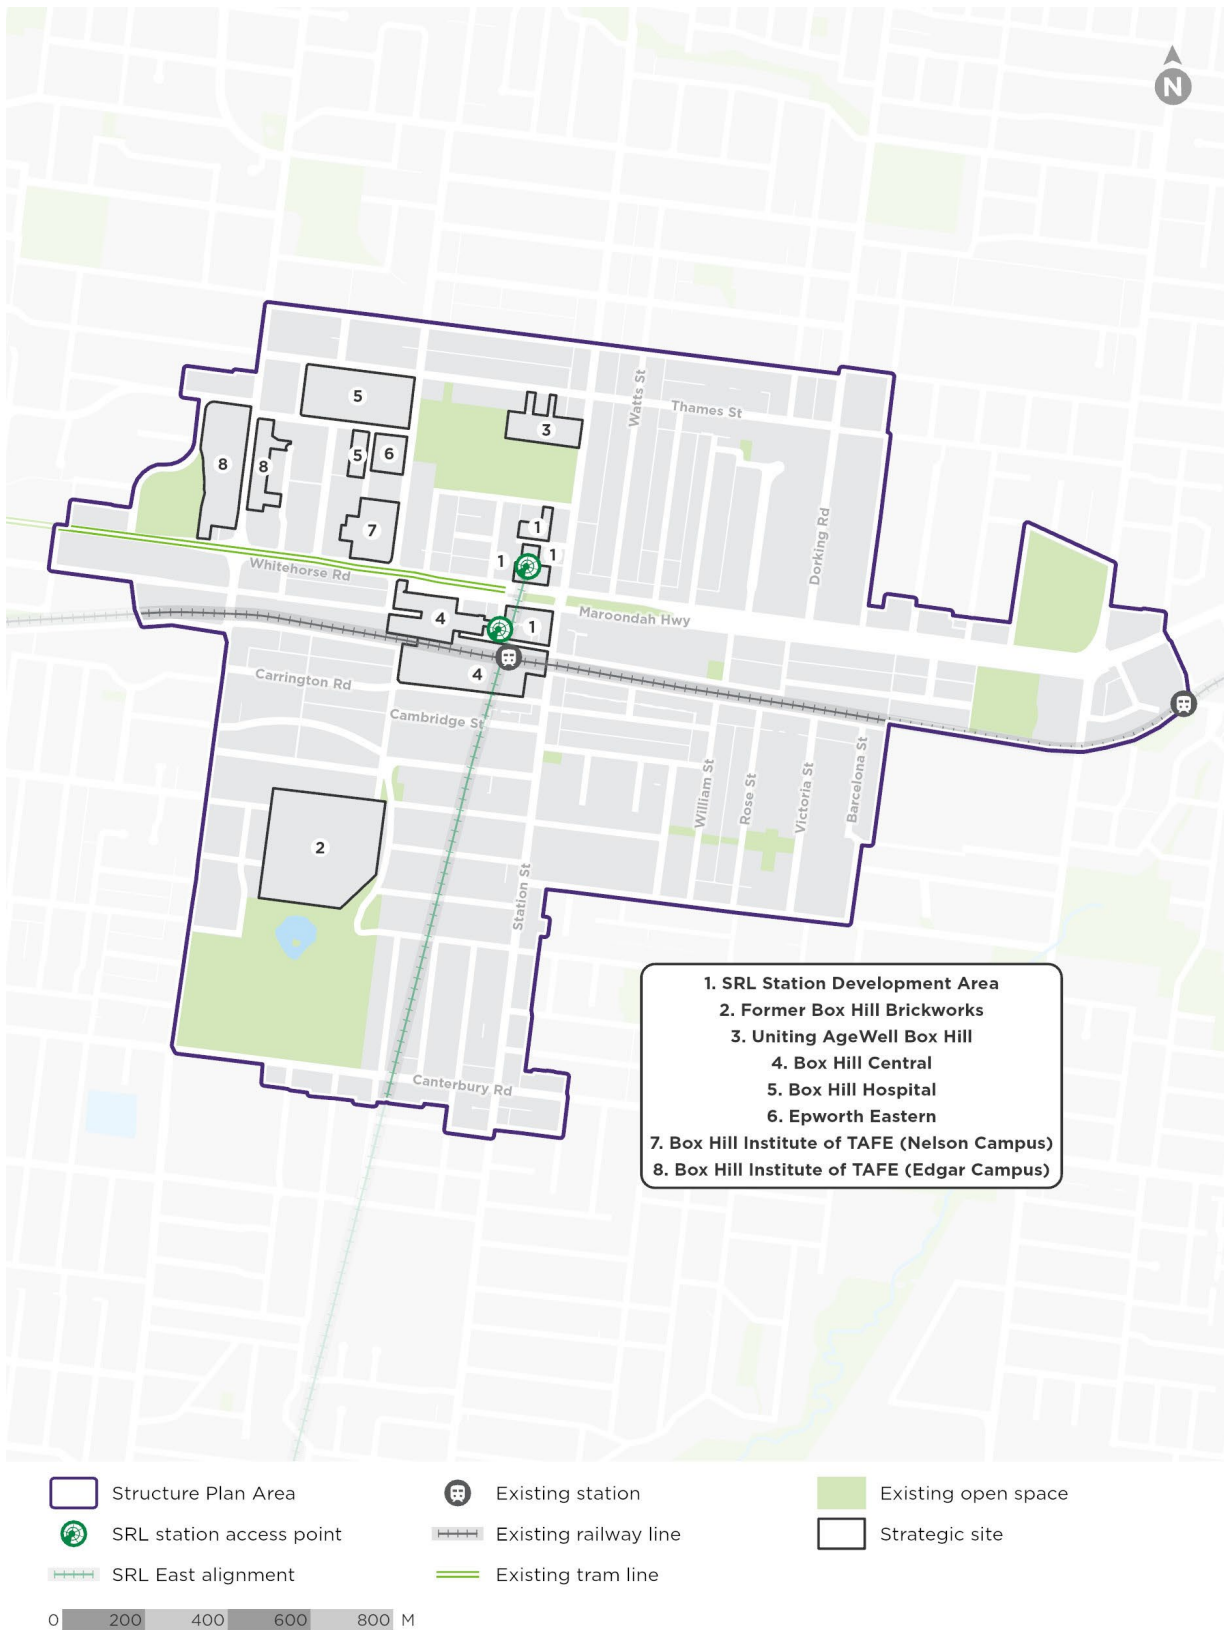 N
5
Watts St
Thames St
3
5
6
8
8
1
7
Dorking Rd
1
1
Whitehorse Rd
Maroondah Hwy
4
1
4
Carrington Rd
Cambridge St
William St
Rose St
Victoria St
Barcelona St
2
Station St
Canterbury Rd
1. SRL Station Development Area
2. Former Box Hill Brickworks
3. Uniting AgeWell Box Hill
4. Box Hill Central
5. Box Hill Hospital
6. Epworth Eastern
7. Box Hill Institute of TAFE (Nelson Campus)
8. Box Hill Institute of TAFE (Edgar Campus)
Structure Plan Area
Existing station
Existing open space
SRL station access point
Existing railway line
Strategic site
SRL East alignment
Existing tram line
0 200 400 600 800 M